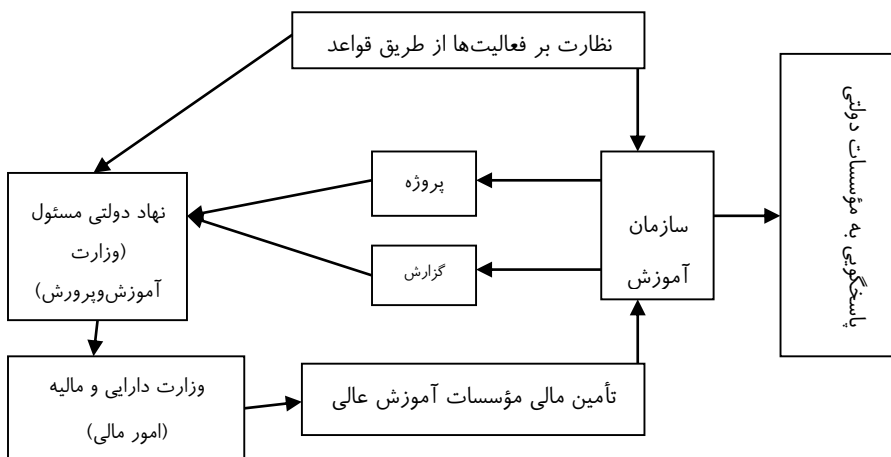 نظارت بر فعالیت‌ها از طریق قواعد
پاسخگویی به مؤسسات دولتی
سازمان
آموزش
پروژه
گزارش
نهاد دولتی مسئول
(وزارت
آموزش‌وپرورش)
وزارت دارایی و مالیه
(امور مالی)
تأمین مالی مؤسسات آموزش عالی